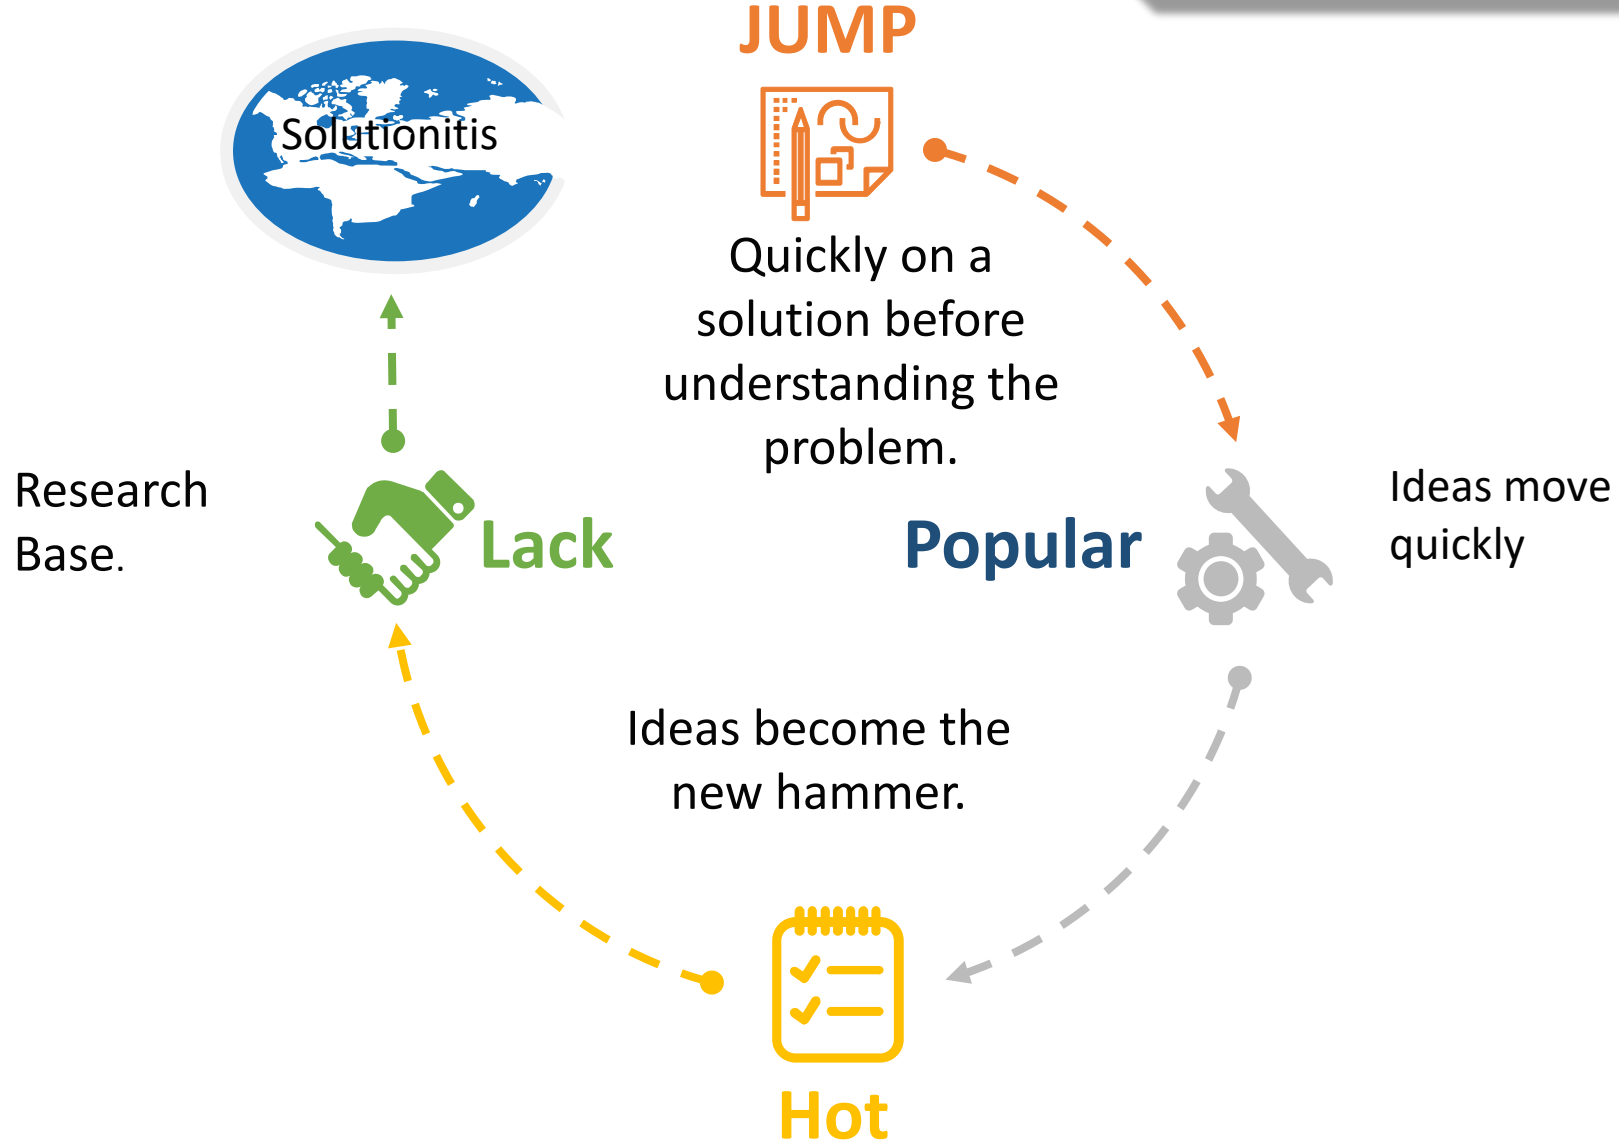 JUMP
Solutionitis
Quickly on a
solution before
understanding the
problem.
Research
Base.
Lack
Popular
Ideas move
quickly
Ideas become the
new hammer.
Hot